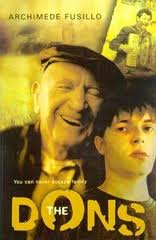 ARCHIMEDE FUSILLO
You can never escape family
THE
DONS